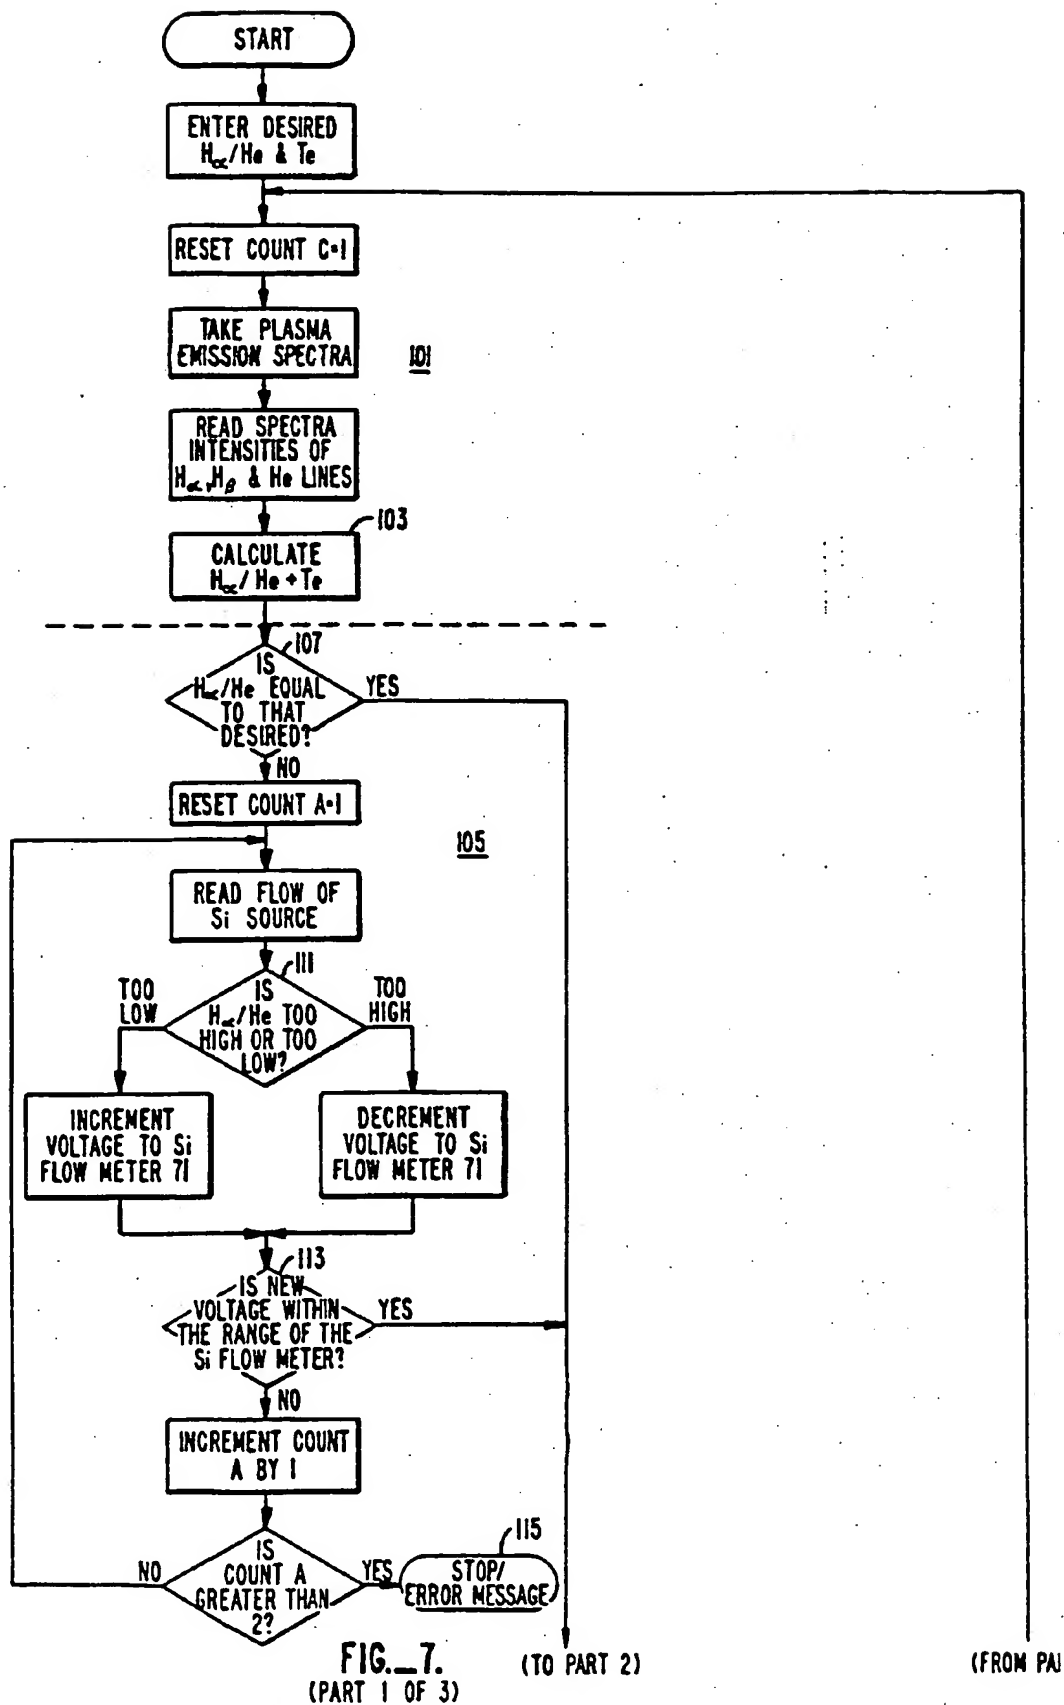 START
ENTER DESIRED
Hα/He & Te
RESET COUNT C=1
TAKE PLASMA
EMISSION SPECTRA
101
READ SPECTRA
INTENSITIES OF
Hα, Hβ & He LINES
103
CALCULATE
Hα/He + Te
107
IS
Hα/He EQUAL
TO THAT
DESIRED?
YES
NO
RESET COUNT A=1
105
READ FLOW OF
Si SOURCE
111
IS
Hα/He TOO
HIGH OR TOO
LOW?
TOO
LOW
TOO
HIGH
INCREMENT
VOLTAGE TO Si
FLOW METER 71
DECREMENT
VOLTAGE TO Si
FLOW METER 71
113
IS NEW
VOLTAGE WITHIN
THE RANGE OF THE
Si FLOW METER?
YES
NO
INCREMENT COUNT
A BY 1
IS
COUNT A
GREATER THAN
2?
NO
YES
115
STOP/
ERROR MESSAGE
FIG._7.
(PART 1 OF 3)
(TO PART 2)
(FROM PA